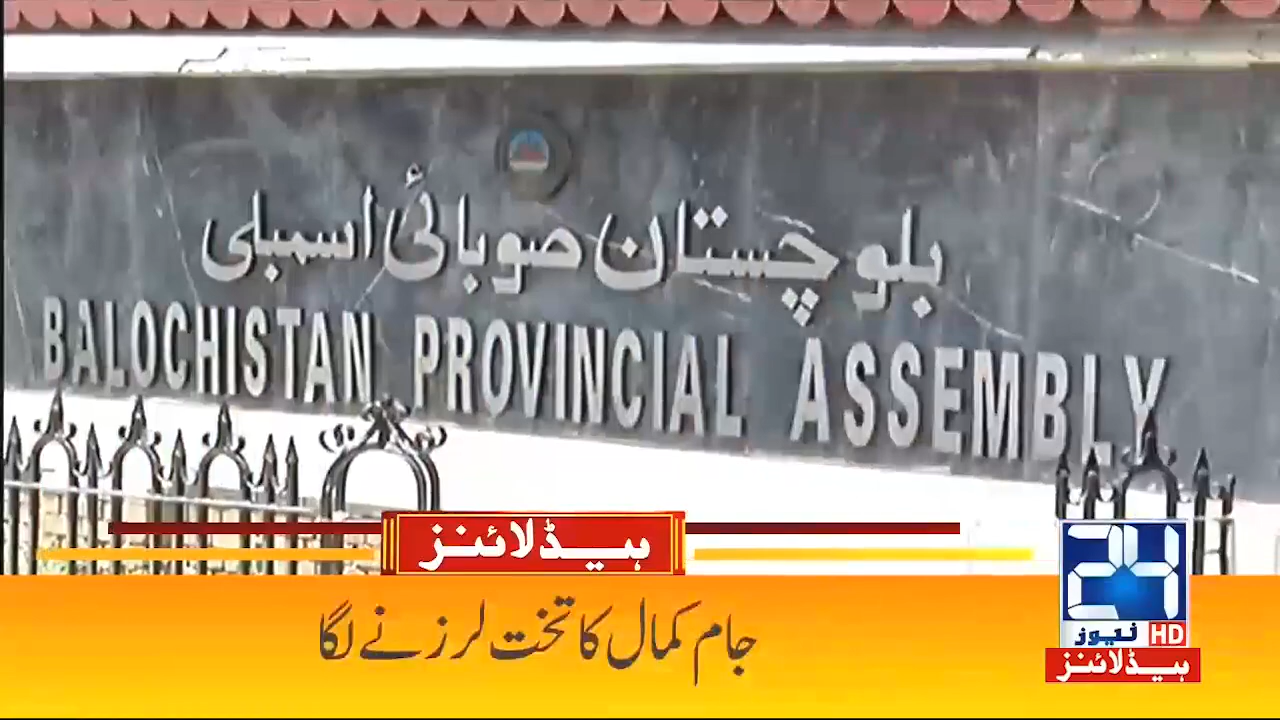 بلوچستان صوبائی اسمبلی
BALOCHISTAN PROVINCIAL ASSEMBLY
ہیڈلائنز
جام کمال کا تخت لرزنے لگا
24
نیوز HD
ہیڈلائنز